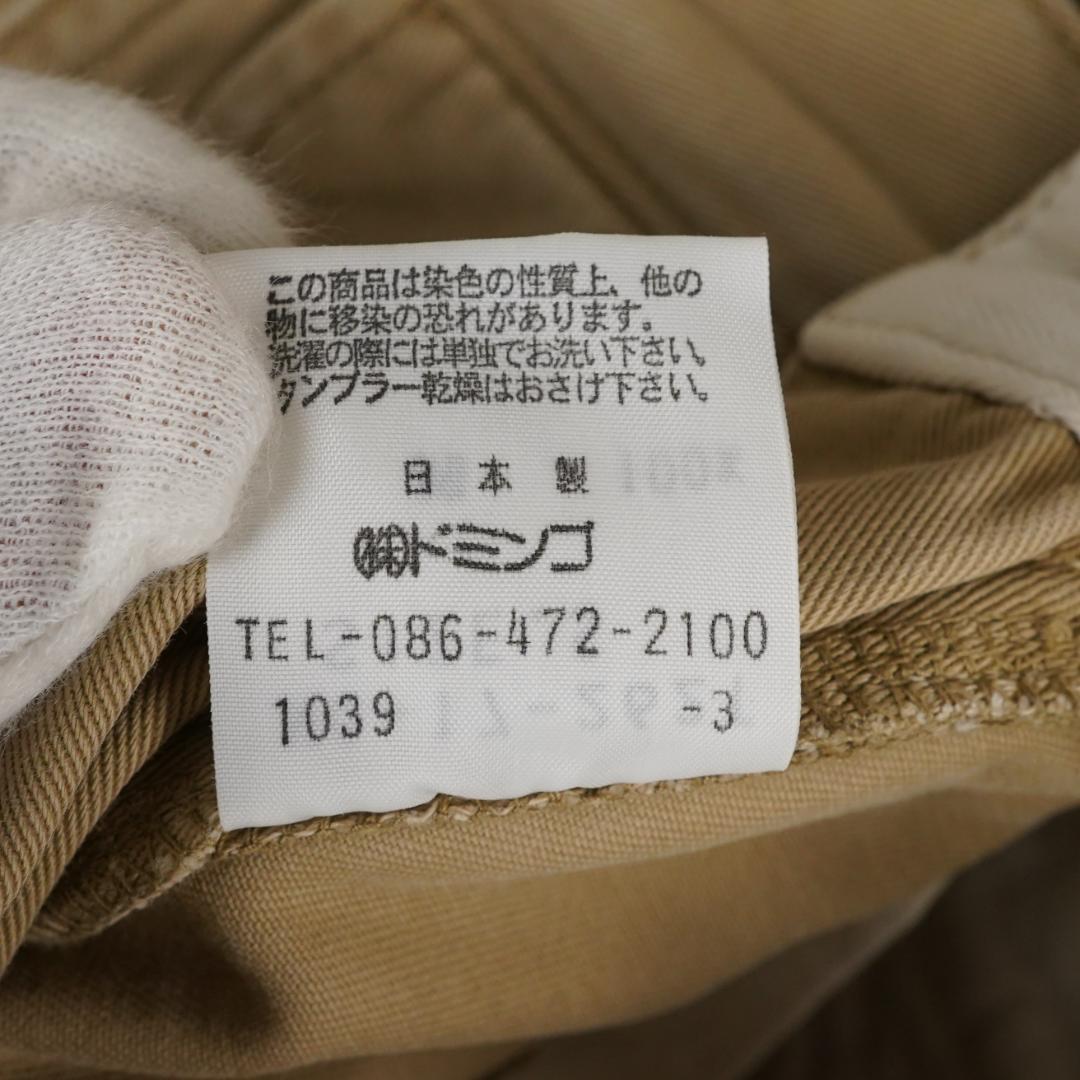 この商品は染色の性質上、他の
物に移染の恐れがあります。
洗濯の際には単独でお洗い下さい。
タンブラー乾燥はおさけ下さい。
日本製
㈱ドミンゴ
TEL-086-472-2100
1039 -3